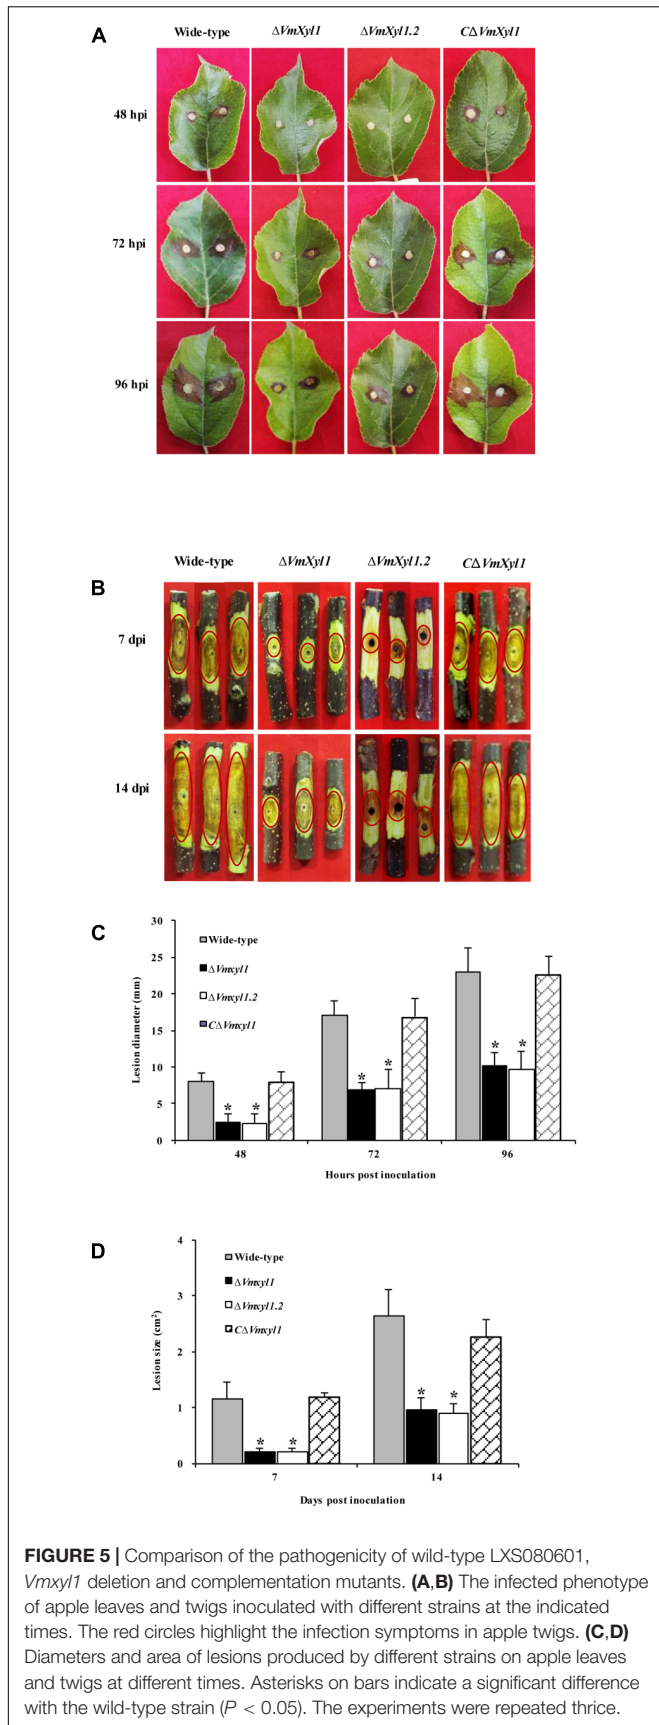 A
Wide-type ΔVmXyl1 ΔVmXyl1.2 CΔVmXyl1
48 hpi
72 hpi
96 hpi
B
Wide-type ΔVmXyl1 ΔVmXyl1.2 CΔVmXyl1
7 dpi
14 dpi
C
30
25
20
15
10
5
0
Lesion diameter (mm)
Wide-type
ΔVmxyl1
ΔVmxyl1.2
CΔVmxyl1
* * * * * *
48 72 96
Hours post inoculation
D
4
3
2
1
0
Lesion size (cm²)
Wide-type
ΔVmxyl1
ΔVmxyl1.2
CΔVmxyl1
* * * *
7 14
Days post inoculation
FIGURE 5 | Comparison of the pathogenicity of wild-type LXS080601,
Vmxyl1 deletion and complementation mutants. (A,B) The infected phenotype
of apple leaves and twigs inoculated with different strains at the indicated
times. The red circles highlight the infection symptoms in apple twigs. (C,D)
Diameters and area of lesions produced by different strains on apple leaves
and twigs at different times. Asterisks on bars indicate a significant difference
with the wild-type strain (P < 0.05). The experiments were repeated thrice.